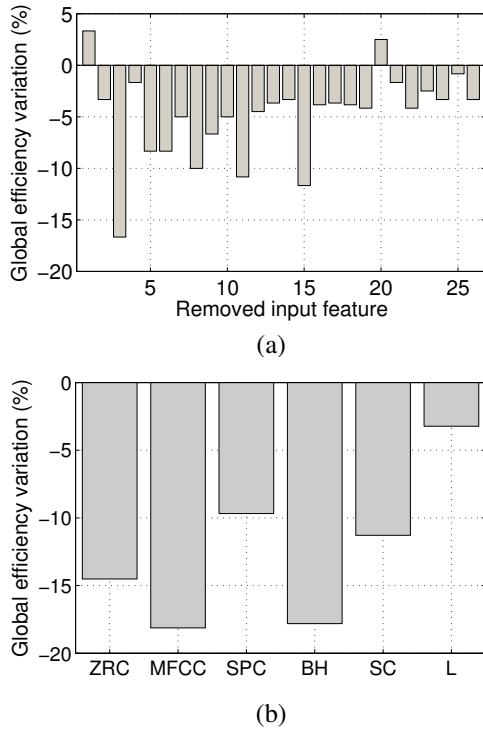 Global efficiency variation (%)
5
0
−5
−10
−15
−20
5 10 15 20 25
Removed input feature
(a)
Global efficiency variation (%)
0
−5
−10
−15
−20
ZRC MFCC SPC BH SC L
(b)